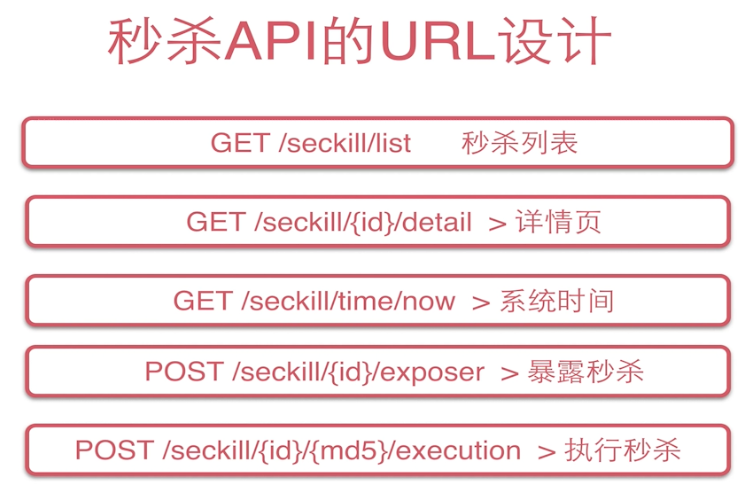 秒杀API的URL设计
GET /seckill/list 秒杀列表
GET /seckill/{id}/detail > 详情页
GET /seckill/time/now > 系统时间
POST /seckill/{id}/exposer > 暴露秒杀
POST /seckill/{id}/{md5}/execution > 执行秒杀